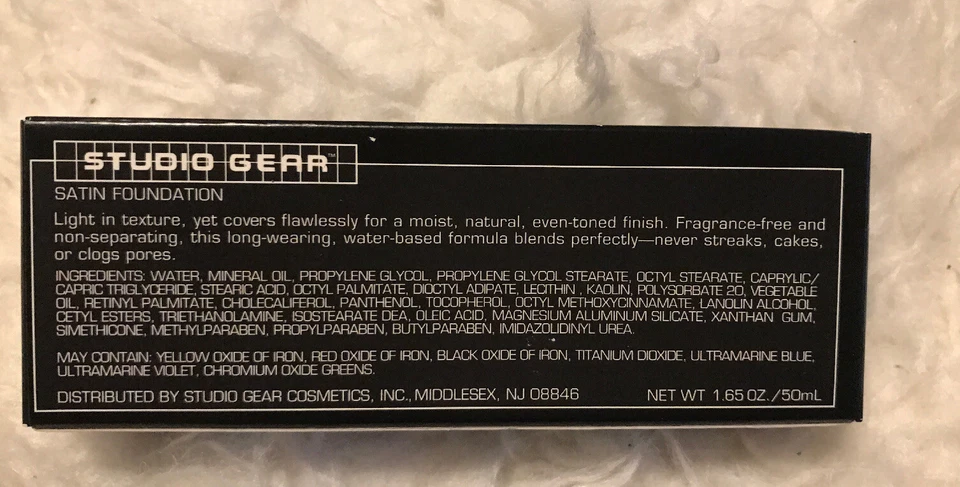 STUDIO GEAR™
SATIN FOUNDATION
Light in texture, yet covers flawlessly for a moist, natural, even-toned finish. Fragrance-free and
non-separating, this long-wearing, water-based formula blends perfectly—never streaks, cakes,
or clogs pores.
INGREDIENTS: WATER, MINERAL OIL, PROPYLENE GLYCOL, PROPYLENE GLYCOL STEARATE, OCTYL STEARATE, CAPRYLIC/
CAPRIC TRIGLYCERIDE, STEARIC ACID, OCTYL PALMITATE, DIOCTYL ADIPATE, LECITHIN , KAOLIN, POLYSORBATE 20, VEGETABLE
OIL, RETINYL PALMITATE, CHOLECALIFEROL, PANTHENOL, TOCOPHEROL, OCTYL METHOXYCINNAMATE, LANOLIN ALCOHOL,
CETYL ESTERS, TRIETHANOLAMINE, ISOSTEARATE DEA, OLEIC ACID, MAGNESIUM ALUMINUM SILICATE, XANTHAN GUM,
SIMETHICONE, METHYLPARABEN, PROPYLPARABEN, BUTYLPARABEN, IMIDAZOLIDINYL UREA.
MAY CONTAIN: YELLOW OXIDE OF IRON, RED OXIDE OF IRON, BLACK OXIDE OF IRON, TITANIUM DIOXIDE, ULTRAMARINE BLUE,
ULTRAMARINE VIOLET, CHROMIUM OXIDE GREENS.
DISTRIBUTED BY STUDIO GEAR COSMETICS, INC., MIDDLESEX, NJ 08846 NET WT 1.65 OZ./50mL